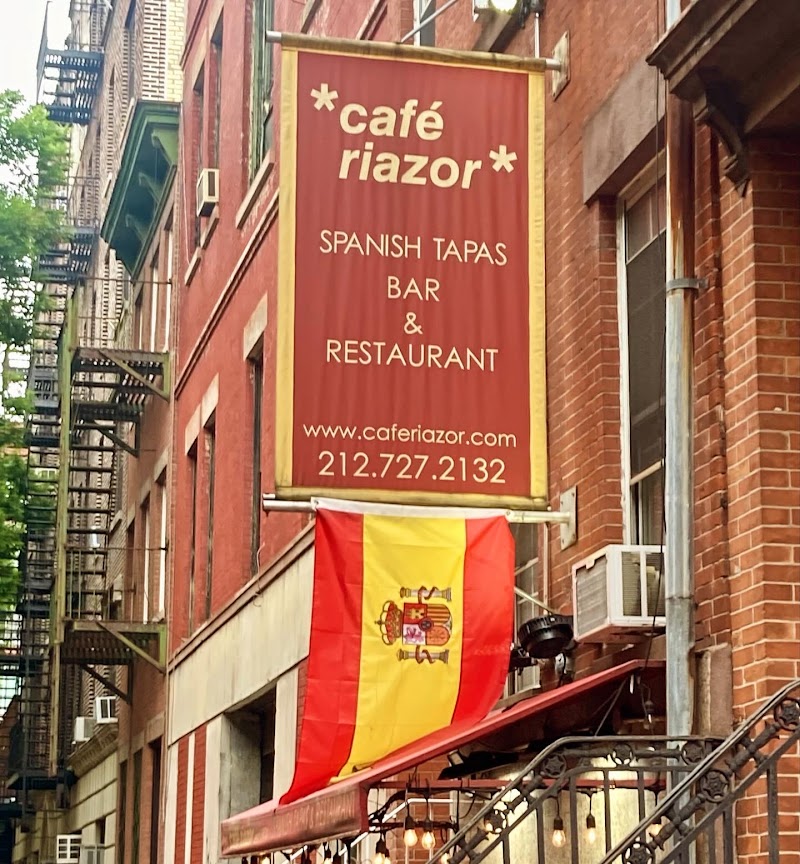 *café
riazor*
SPANISH TAPAS
BAR
&
RESTAURANT
www.caferiazor.com
212.727.2132